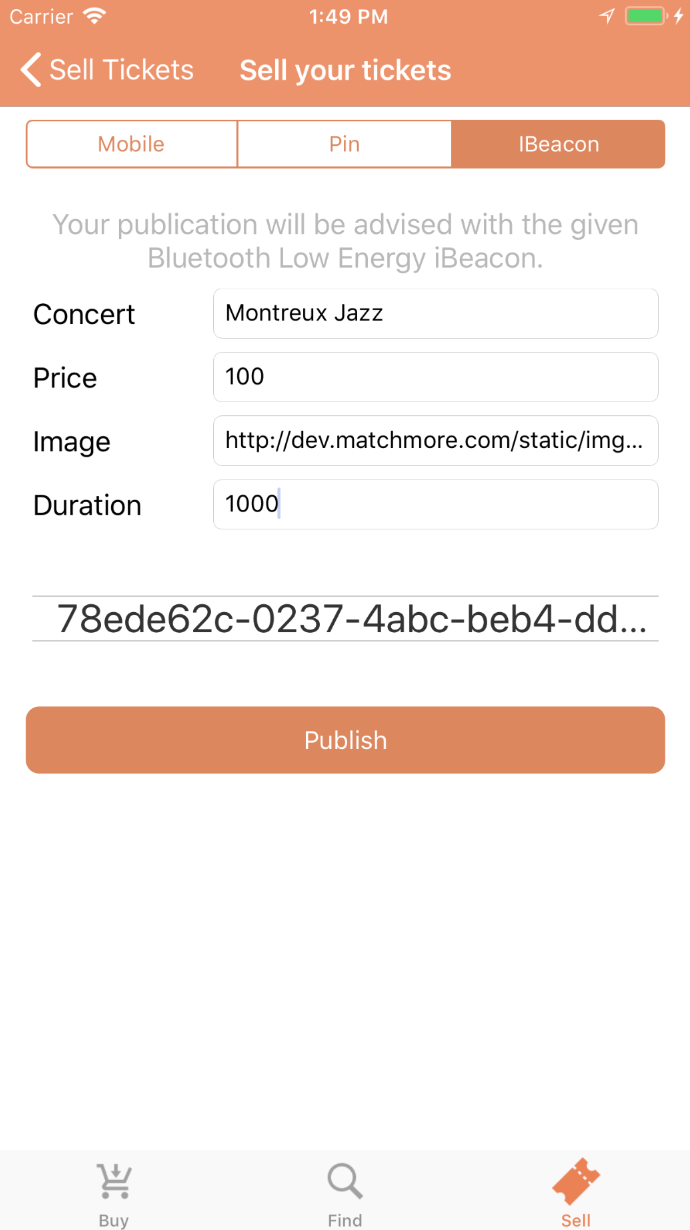 Carrier 1:49 PM
Sell Tickets Sell your tickets
Mobile Pin IBeacon
Your publication will be advised with the given
Bluetooth Low Energy iBeacon.
Concert Montreux Jazz
Price 100
Image http://dev.matchmore.com/static/img...
Duration 1000
78ede62c-0237-4abc-beb4-dd...
Publish
Buy Find Sell